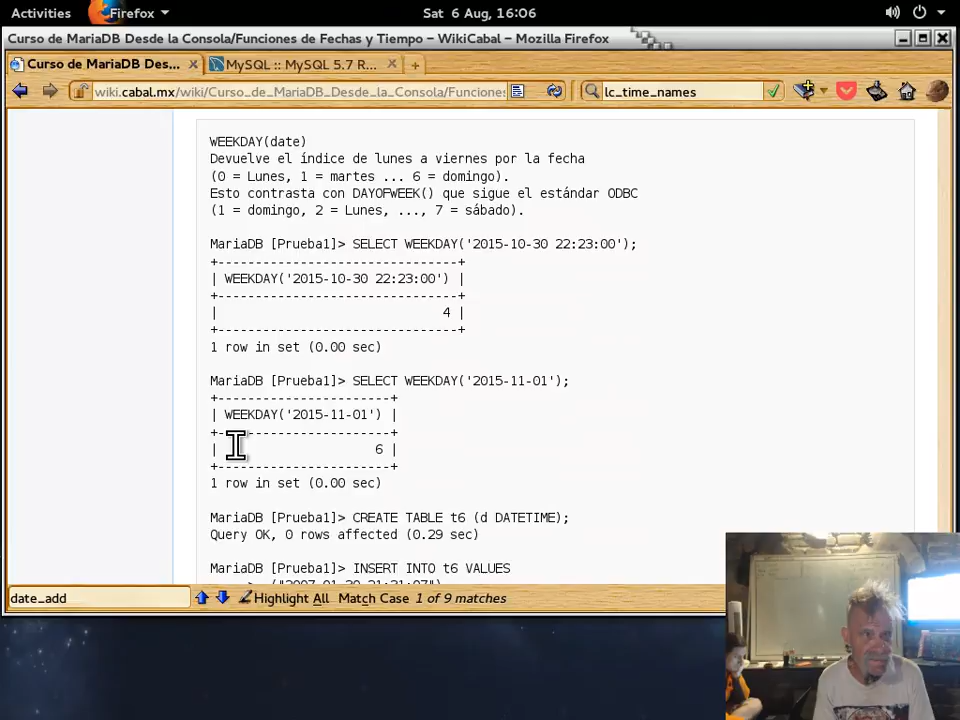 Activities Firefox Sat 6 Aug, 16:06
Curso de MariaDB Desde la Consola/Funciones de Fechas y Tiempo – WikiCabal – Mozilla Firefox
Curso de MariaDB Des... MySQL :: MySQL 5.7 R...
wiki.cabal.mx/wiki/Curso_de_MariaDB_Desde_la_Consola/Funciones lc_time_names
WEEKDAY(date)
Devuelve el índice de lunes a viernes por la fecha
(0 = Lunes, 1 = martes ... 6 = domingo).
Esto contrasta con DAYOFWEEK() que sigue el estándar ODBC
(1 = domingo, 2 = Lunes, ..., 7 = sábado).
MariaDB [Prueba1]> SELECT WEEKDAY('2015-10-30 22:23:00');
+--------------------------------+
| WEEKDAY('2015-10-30 22:23:00') |
+--------------------------------+
| 4 |
+--------------------------------+
1 row in set (0.00 sec)
MariaDB [Prueba1]> SELECT WEEKDAY('2015-11-01');
+-----------------------+
| WEEKDAY('2015-11-01') |
+-----------------------+
| 6 |
+-----------------------+
1 row in set (0.00 sec)
MariaDB [Prueba1]> CREATE TABLE t6 (d DATETIME);
Query OK, 0 rows affected (0.29 sec)
MariaDB [Prueba1]> INSERT INTO t6 VALUES
date_add Highlight All Match Case 1 of 9 matches